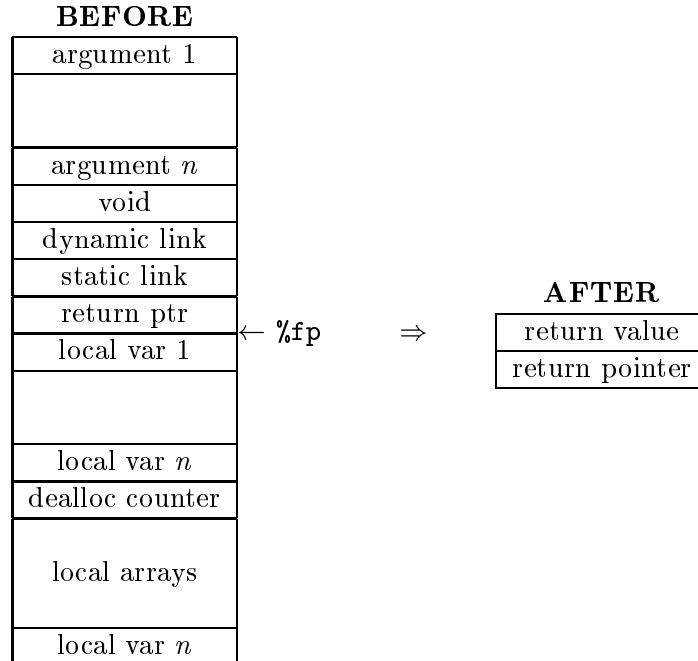 BEFORE
argument 1
argument n
void
dynamic link
static link
return ptr
← %fp ⇒
local var 1
local var n
dealloc counter
local arrays
local var n
AFTER
return value
return pointer